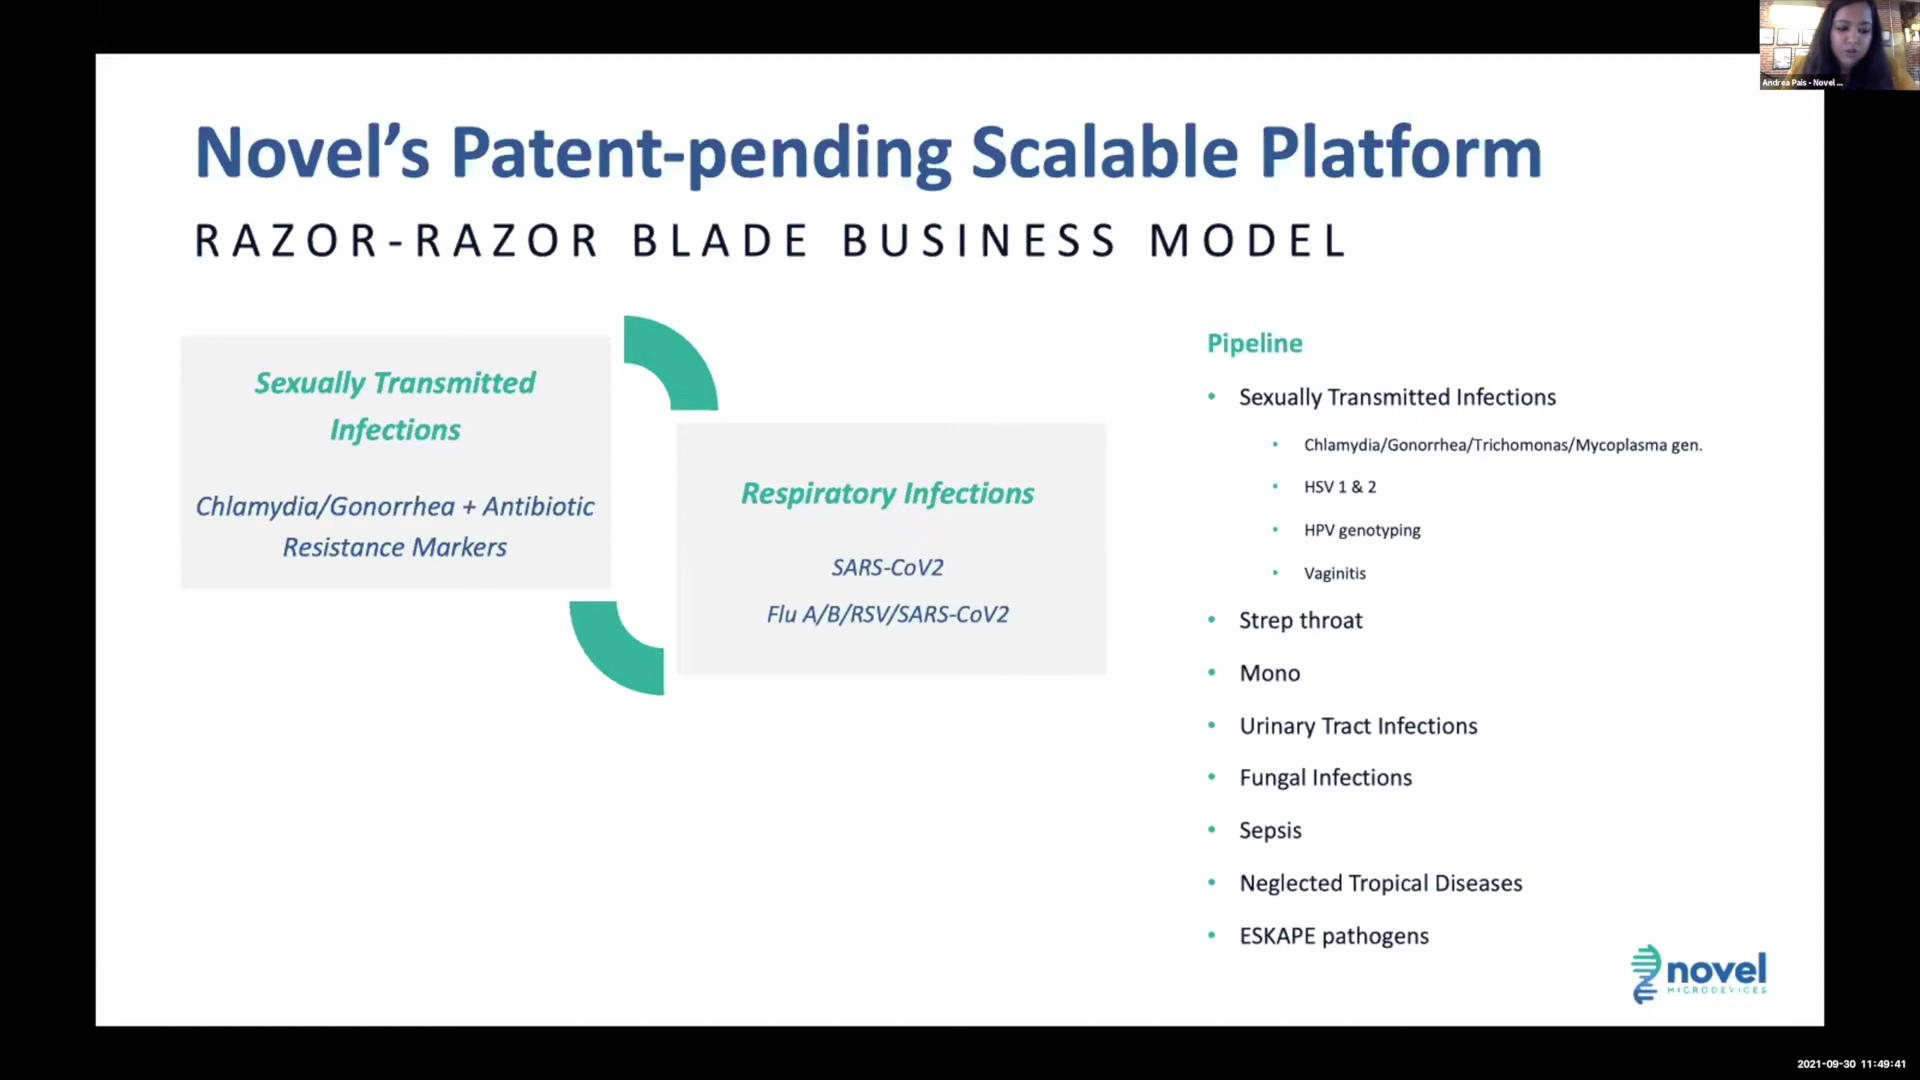 Andrea Pais - Novel ...
Novel’s Patent-pending Scalable Platform
RAZOR-RAZOR BLADE BUSINESS MODEL
Sexually Transmitted
Infections
Chlamydia/Gonorrhea + Antibiotic
Resistance Markers
Respiratory Infections
SARS-CoV2
Flu A/B/RSV/SARS-CoV2
Pipeline
• Sexually Transmitted Infections
• Chlamydia/Gonorrhea/Trichomonas/Mycoplasma gen.
• HSV 1 & 2
• HPV genotyping
• Vaginitis
• Strep throat
• Mono
• Urinary Tract Infections
• Fungal Infections
• Sepsis
• Neglected Tropical Diseases
• ESKAPE pathogens
novel
MICRODEVICES
2021-09-30 11:49:41